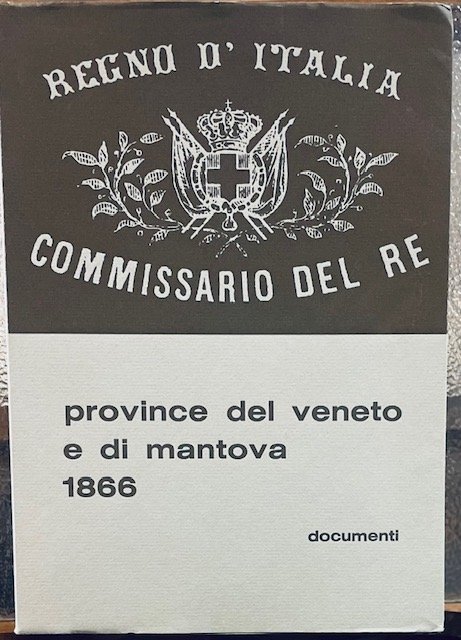 REGNO D' ITALIA
COMMISSARIO DEL RE
province del veneto
e di mantova
1866
documenti